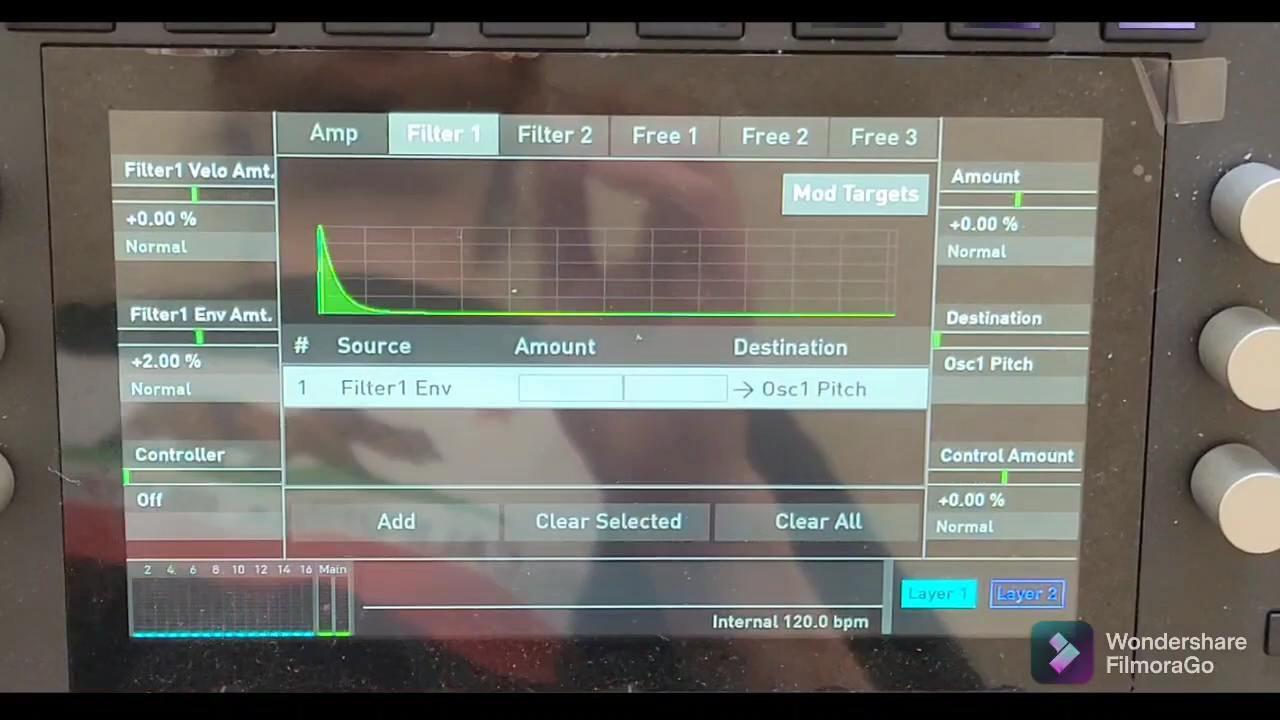 Amp Filter 1 Filter 2 Free 1 Free 2 Free 3
Filter1 Velo Amt.
+0.00 %
Normal
Filter1 Env Amt.
+2.00 %
Normal
Controller
Off
Mod Targets
# Source Amount Destination
1 Filter1 Env → Osc1 Pitch
Add Clear Selected Clear All
Amount
+0.00 %
Normal
Destination
Osc1 Pitch
Control Amount
+0.00 %
Normal
2 4 6 8 10 12 14 16 Main
Internal 120.0 bpm
Layer 1 Layer 2
Wondershare
FilmoraGo